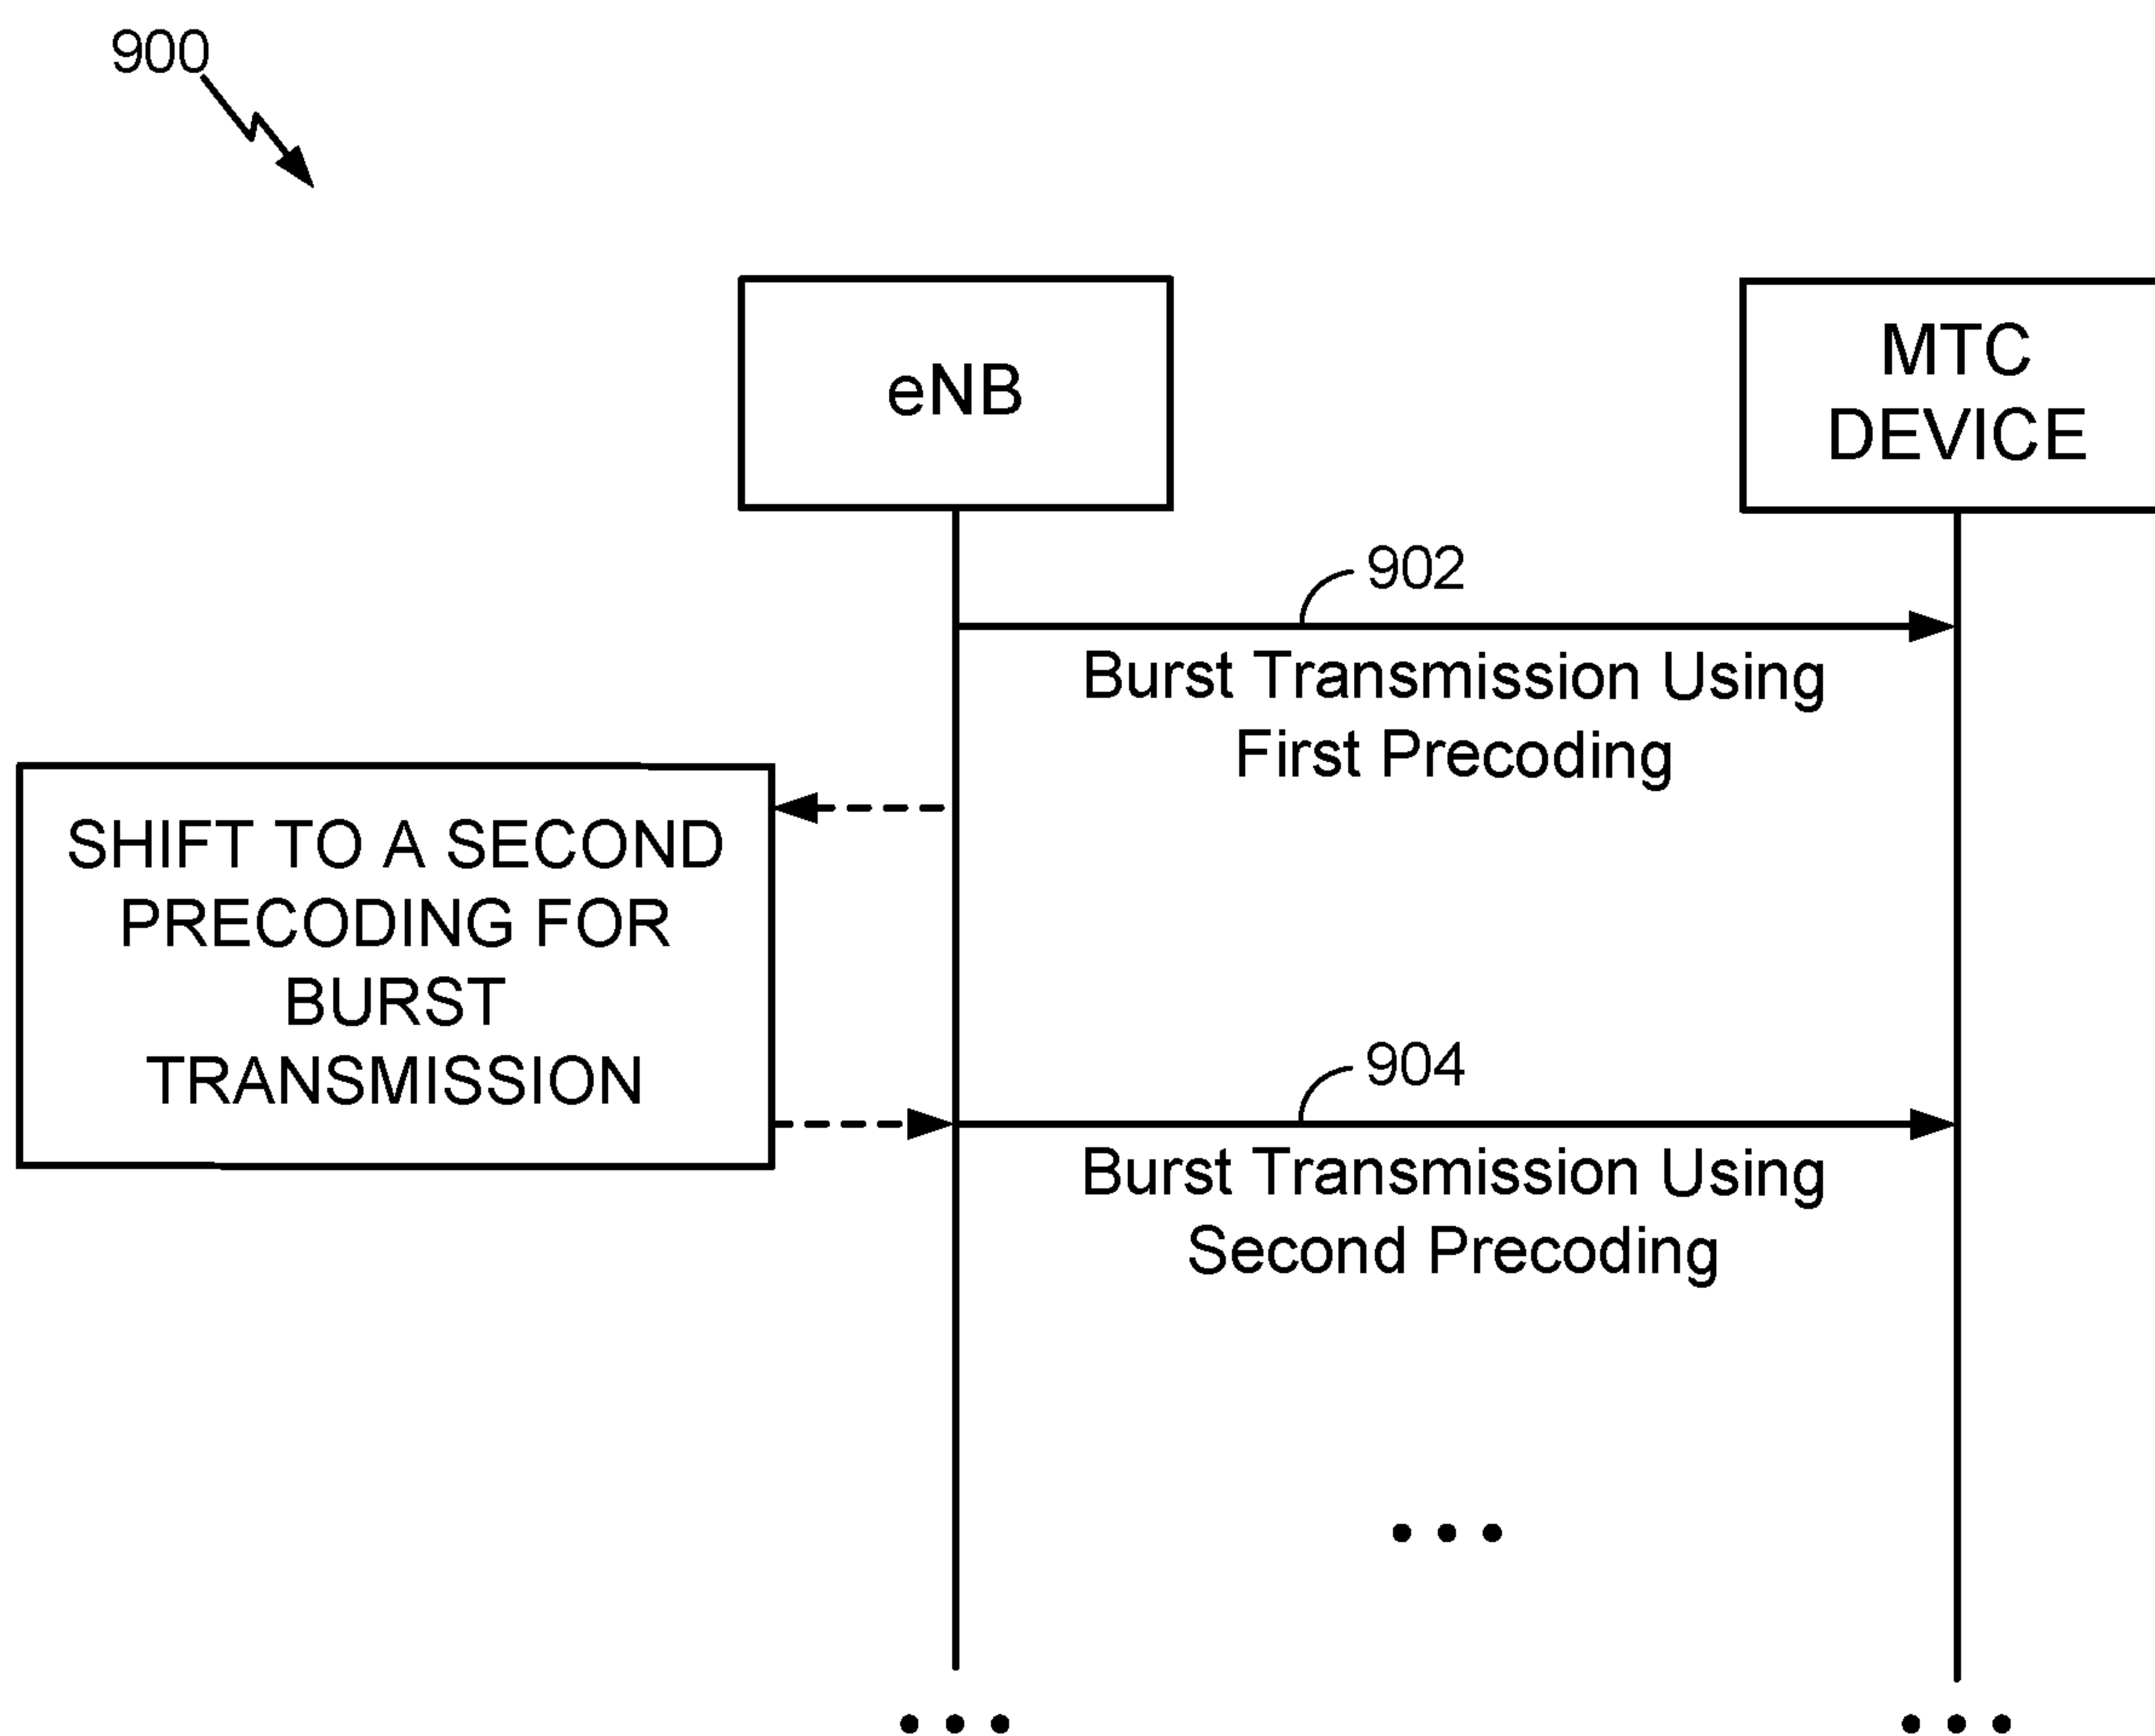 900
eNB
MTC
DEVICE
902
Burst Transmission Using
First Precoding
SHIFT TO A SECOND
PRECODING FOR
BURST
TRANSMISSION
904
Burst Transmission Using
Second Precoding